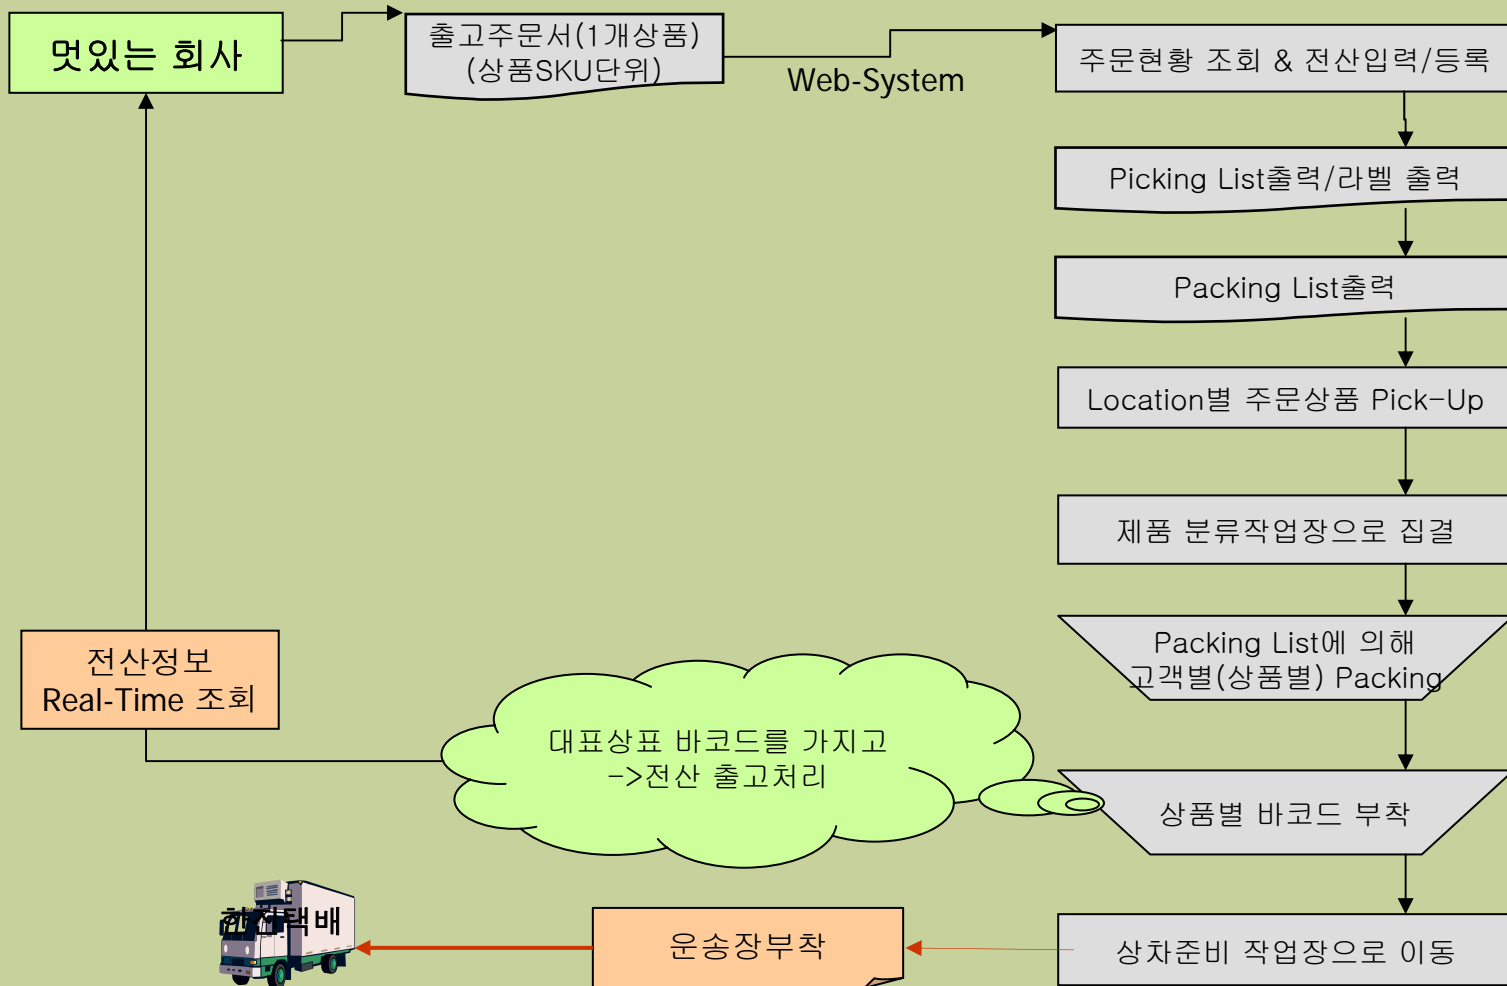 멋있는 회사
출고주문서(1개상품)
(상품SKU단위)
Web-System
주문현황 조회 & 전산입력/등록
Picking List출력/라벨 출력
Packing List출력
Location별 주문상품 Pick-Up
제품 분류작업장으로 집결
Packing List에 의해
고객별(상품별) Packing
전산정보
Real-Time 조회
대표상표 바코드를 가지고
->전산 출고처리
상품별 바코드 부착
한진택배
운송장부착
상차준비 작업장으로 이동